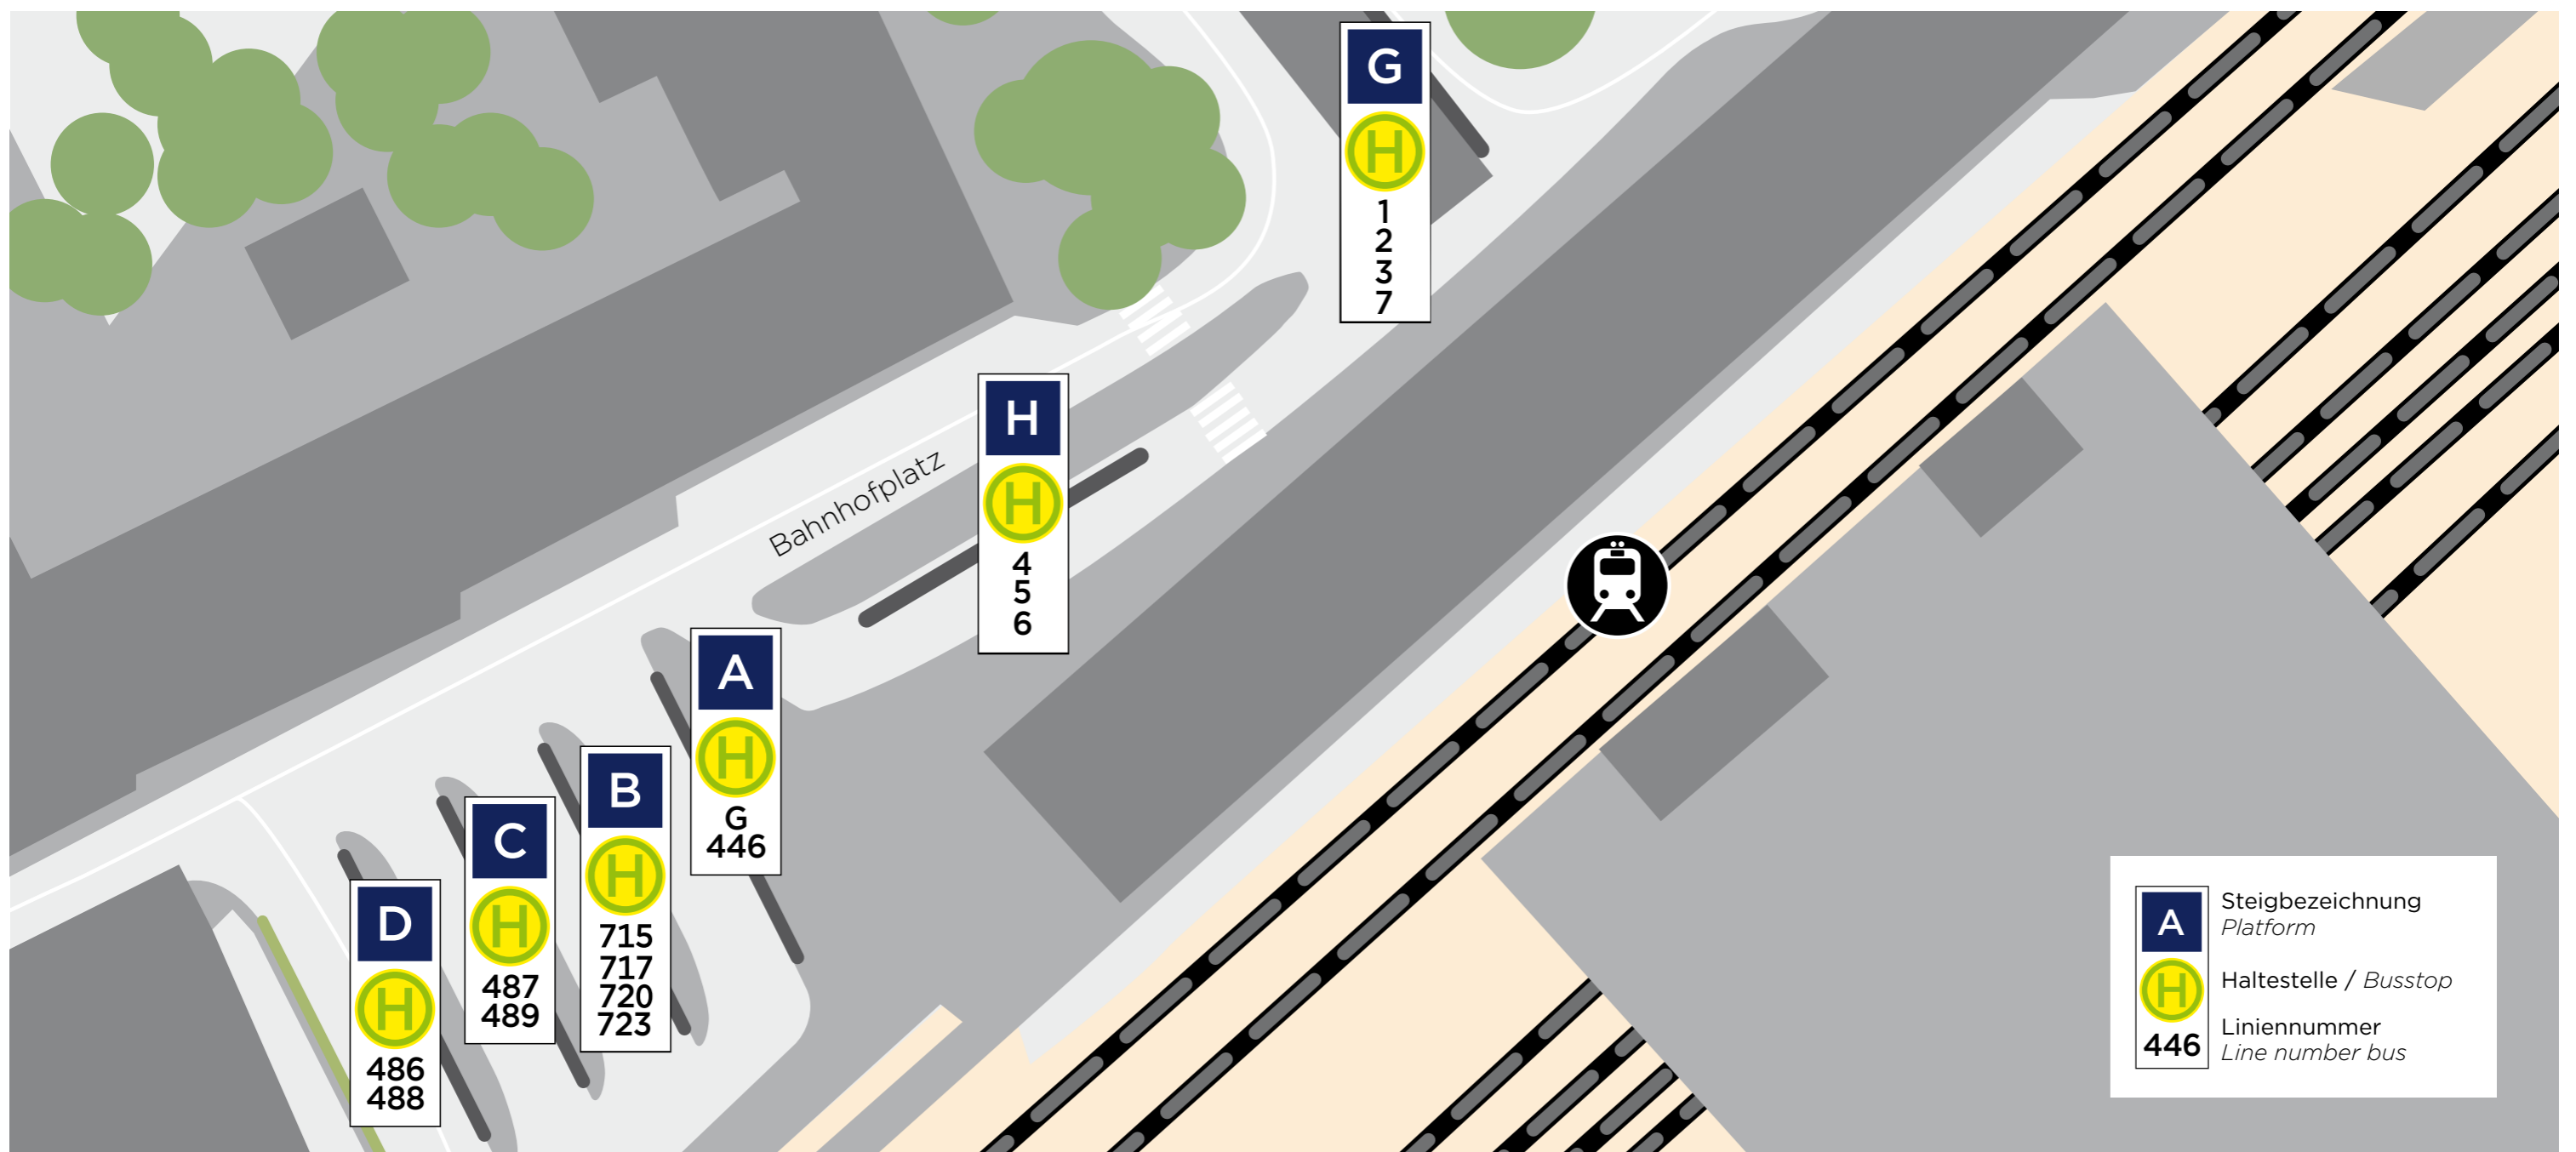 G
H
1
2
3
7
H
H
4
5
6
Bahnhofplatz
A
H
G
446
B
H
715
717
720
723
C
H
487
489
D
H
486
488
A
Steigbezeichnung
Platform
H
Haltestelle / Busstop
446
Liniennummer
Line number bus